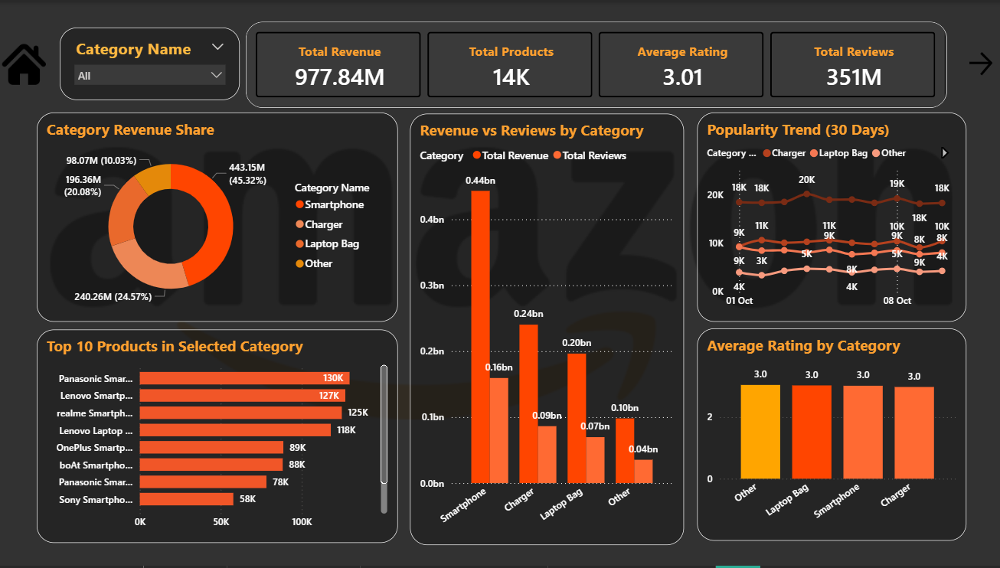 Category Name
All
Total Revenue
977.84M
Total Products
14K
Average Rating
3.01
Total Reviews
351M
Category Revenue Share
98.07M (10.03%)
443.15M
(45.32%)
196.36M
(20.08%)
240.26M (24.57%)
Category Name
Smartphone
Charger
Laptop Bag
Other
Revenue vs Reviews by Category
Category Total Revenue Total Reviews
0.44bn
0.4bn
0.3bn
0.24bn
0.2bn
0.20bn
0.16bn
0.1bn
0.09bn
0.07bn
0.10bn
0.04bn
0.0bn
Smartphone
Charger
Laptop Bag
Other
Popularity Trend (30 Days)
Category ... Charger Laptop Bag Other
20K
18K 18K 20K 19K 18K
18K
9K 11K 11K 10K 10K
10K
9K 9K 8K 8K
9K 3K 5K 5K 9K 4K
8K
4K 4K
0K
01 Oct 08 Oct
Top 10 Products in Selected Category
Panasonic Smar... 130K
Lenovo Smartp... 127K
realme Smartph... 125K
Lenovo Laptop ... 118K
OnePlus Smartp... 89K
boAt Smartpho... 88K
Panasonic Smar... 78K
Sony Smartpho... 58K
0K 50K 100K
Average Rating by Category
3.0 3.0 3.0 3.0
2
0
Other
Laptop Bag
Smartphone
Charger
amazon